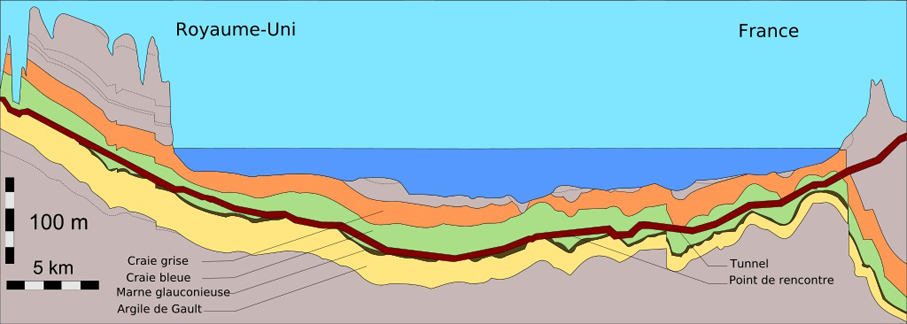 Royaume-Uni
France
100 m
5 km
Craie grise
Craie bleue
Marne glauconieuse
Argile de Gault
Tunnel
Point de rencontre